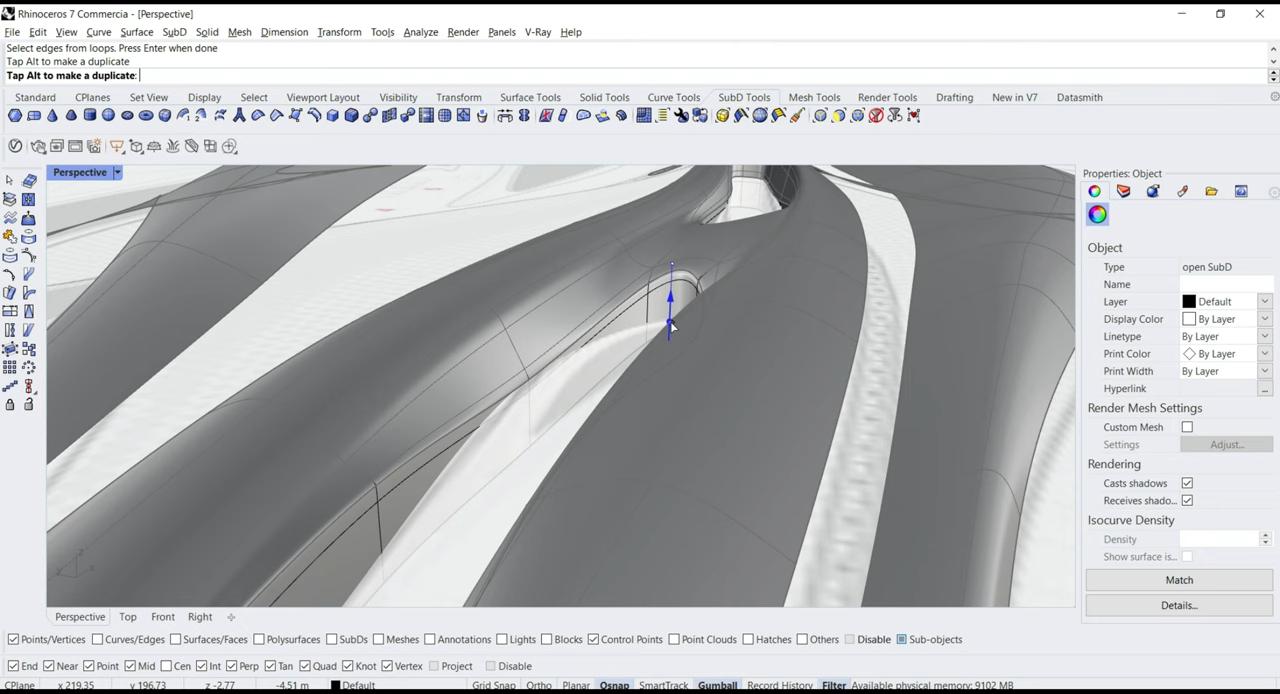 Rhinoceros 7 Commercia - [Perspective]
File Edit View Curve Surface SubD Solid Mesh Dimension Transform Tools Analyze Render Panels V-Ray Help
Select edges from loops. Press Enter when done
Tap Alt to make a duplicate
Tap Alt to make a duplicate:
Standard CPlanes Set View Display Select Viewport Layout Visibility Transform Surface Tools Solid Tools Curve Tools SubD Tools Mesh Tools Render Tools Drafting New in V7 Datasmith
Perspective
Properties: Object
Object
Type open SubD
Name
Layer Default
Display Color By Layer
Linetype By Layer
Print Color By Layer
Print Width By Layer
Hyperlink ...
Render Mesh Settings
Custom Mesh
Settings Adjust...
Rendering
Casts shadows
Receives shado...
Isocurve Density
Density
Show surface is...
Match
Details...
z
y x
Perspective Top Front Right
Points/Vertices Curves/Edges Surfaces/Faces Polysurfaces SubDs Meshes Annotations Lights Blocks Control Points Point Clouds Hatches Others Disable Sub-objects
End Near Point Mid Cen Int Perp Tan Quad Knot Vertex Project Disable
CPlane x 219.35 y 196.73 z -2.77 -4.51 m Default Grid Snap Ortho Planar Osnap SmartTrack Gumball Record History Filter Available physical memory: 9102 MB